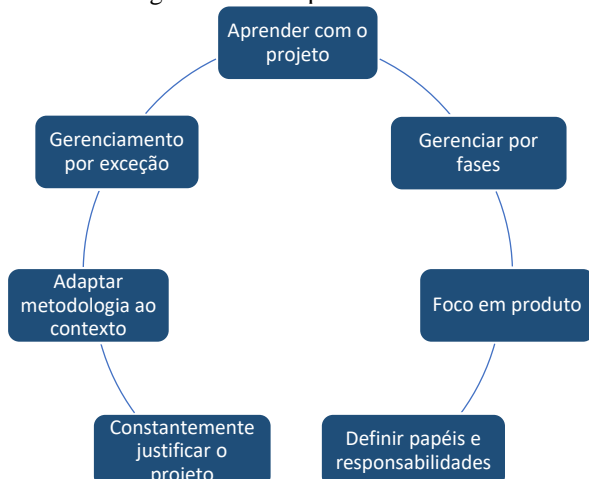 Aprender com o
projeto
Gerenciar por
fases
Foco em produto
Definir papéis e
responsabilidades
Constantemente
justificar o
projeto
Adaptar
metodologia ao
contexto
Gerenciamento
por exceção